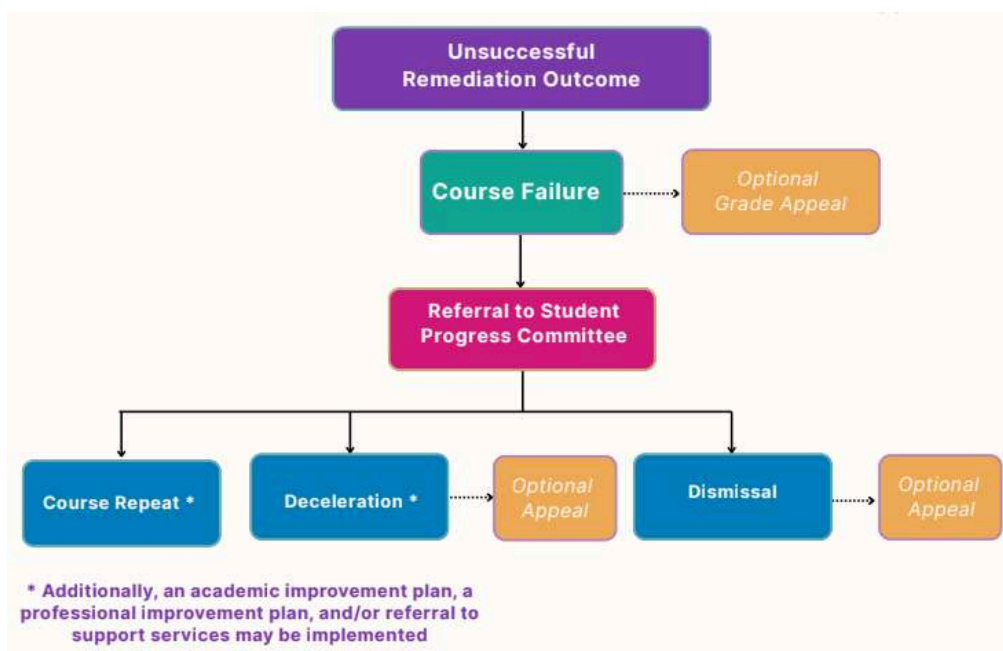 Unsuccessful
Remediation Outcome
Course Failure
Optional
Grade Appeal
Referral to Student
Progress Committee
Course Repeat *
Deceleration *
Optional
Appeal
Dismissal
Optional
Appeal
* Additionally, an academic improvement plan, a
professional improvement plan, and/or referral to
support services may be implemented